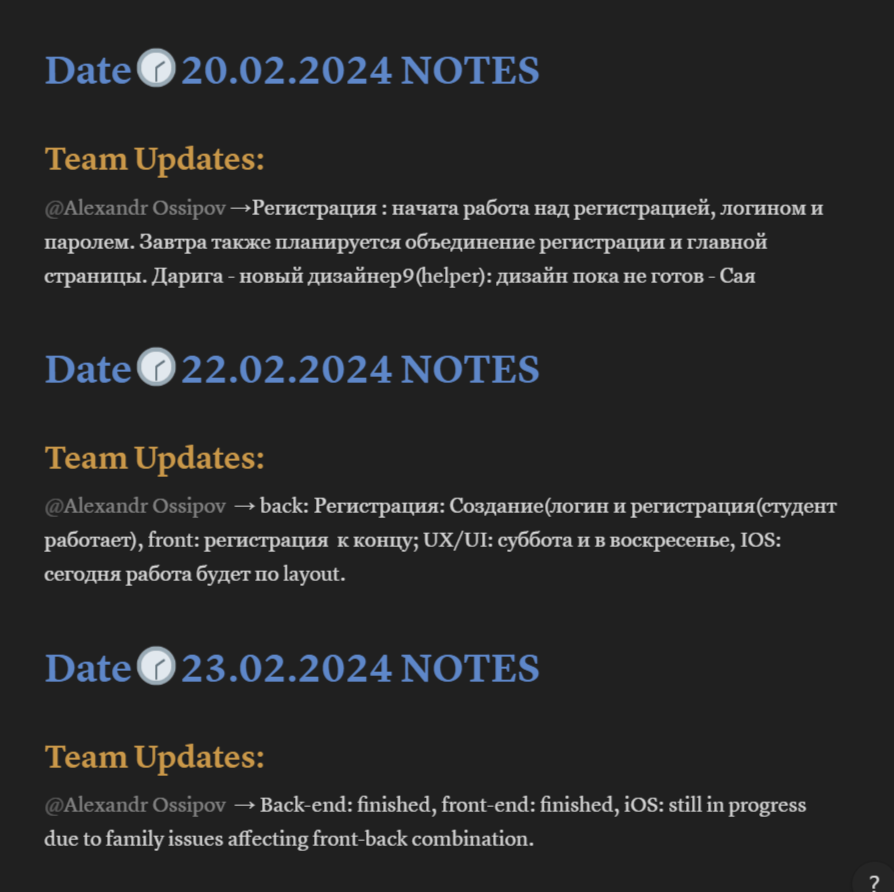 Date🕝20.02.2024 NOTES
Team Updates:
@Alexandr Ossipov →Регистрация : начата работа над регистрацией, логином и
паролем. Завтра также планируется объединение регистрации и главной
страницы. Дарига - новый дизайнер9(helper): дизайн пока не готов - Сая
Date🕝22.02.2024 NOTES
Team Updates:
@Alexandr Ossipov → back: Регистрация: Создание(логин и регистрация(студент
работает), front: регистрация к концу; UX/UI: суббота и в воскресенье, IOS:
сегодня работа будет по layout.
Date🕝23.02.2024 NOTES
Team Updates:
@Alexandr Ossipov → Back-end: finished, front-end: finished, iOS: still in progress
due to family issues affecting front-back combination.
?